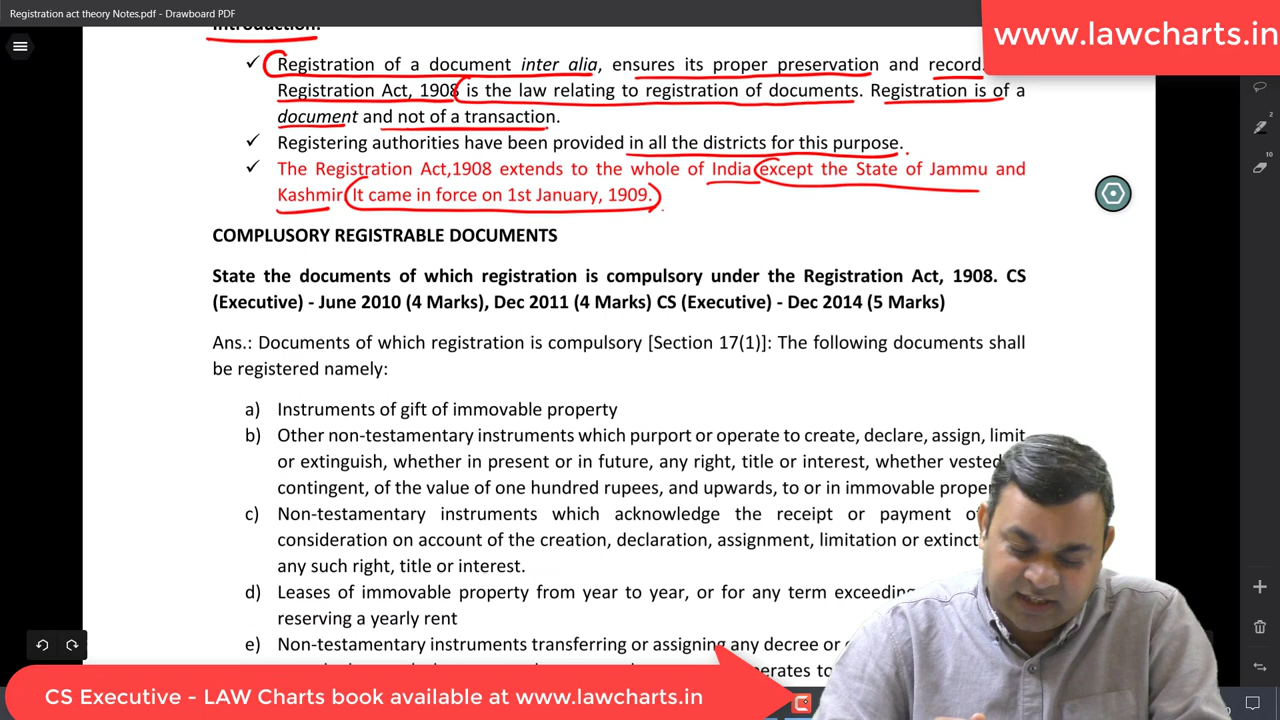 Registration act theory Notes.pdf - Drawboard PDF
www.lawcharts.in
Introduction:
✓ Registration of a document inter alia, ensures its proper preservation and record.
Registration Act, 1908 is the law relating to registration of documents. Registration is of a
document and not of a transaction.
✓ Registering authorities have been provided in all the districts for this purpose.
✓ The Registration Act,1908 extends to the whole of India except the State of Jammu and
Kashmir It came in force on 1st January, 1909.
COMPLUSORY REGISTRABLE DOCUMENTS
State the documents of which registration is compulsory under the Registration Act, 1908. CS
(Executive) - June 2010 (4 Marks), Dec 2011 (4 Marks) CS (Executive) - Dec 2014 (5 Marks)
Ans.: Documents of which registration is compulsory [Section 17(1)]: The following documents shall
be registered namely:
a) Instruments of gift of immovable property
b) Other non-testamentary instruments which purport or operate to create, declare, assign, limit
or extinguish, whether in present or in future, any right, title or interest, whether vested
contingent, of the value of one hundred rupees, and upwards, to or in immovable
c) Non-testamentary instruments which acknowledge the receipt or payment
consideration on account of the creation, declaration, assignment, limitation or
any such right, title or interest.
d) Leases of immovable property from year to year, or for any term
reserving a yearly rent
e) Non-testamentary instruments transferring or assigning any decree or
CS Executive - LAW Charts book available at www.lawcharts.in